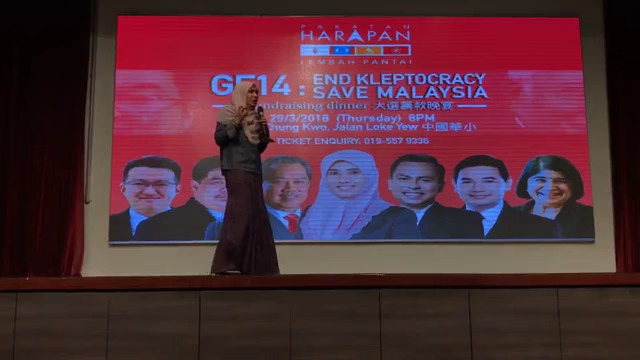 PAKATAN
HARAPAN
LEMBAH PANTAI
GE14 : END KLEPTOCRACY
SAVE MALAYSIA
fundraising dinner 大選籌款晚宴
29/3/2018 (Thursday) 6PM
Chung Kwo, Jalan Loke Yew 中國華小
TICKET ENQUIRY: 019-557 9336